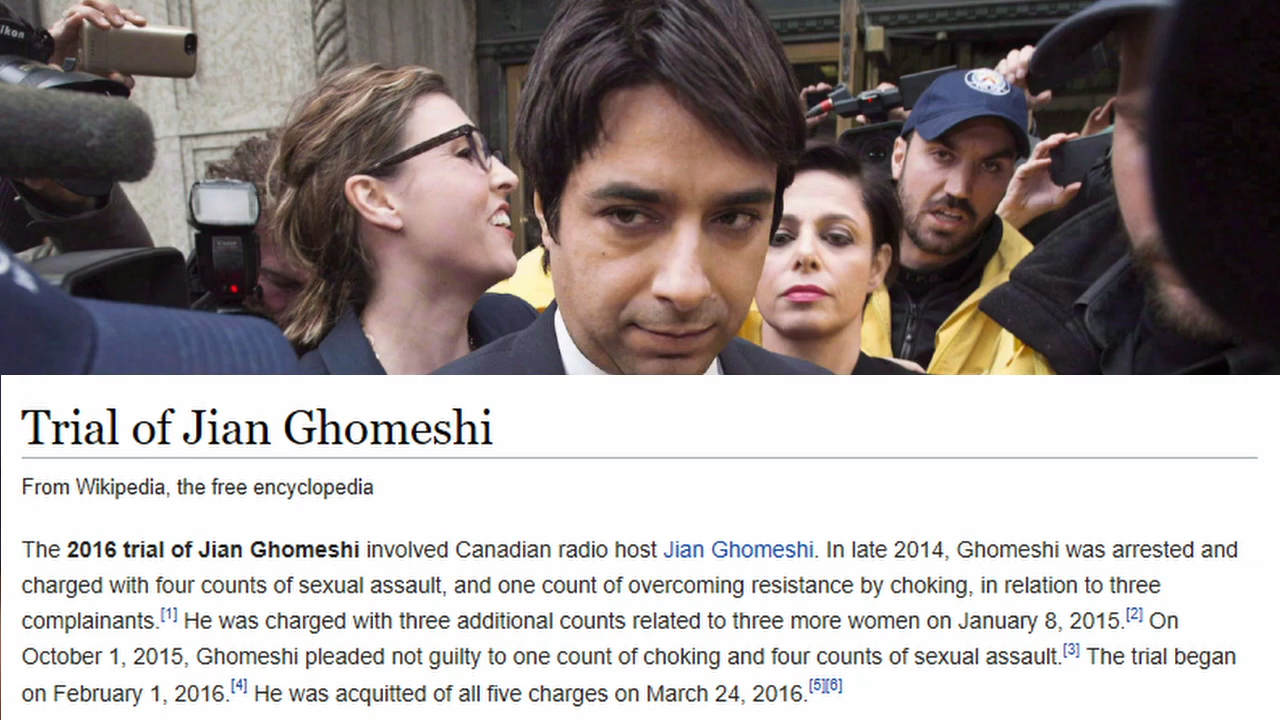 Nikon
Trial of Jian Ghomeshi
From Wikipedia, the free encyclopedia
The 2016 trial of Jian Ghomeshi involved Canadian radio host Jian Ghomeshi. In late 2014, Ghomeshi was arrested and
charged with four counts of sexual assault, and one count of overcoming resistance by choking, in relation to three
complainants.[1] He was charged with three additional counts related to three more women on January 8, 2015.[2] On
October 1, 2015, Ghomeshi pleaded not guilty to one count of choking and four counts of sexual assault.[3] The trial began
on February 1, 2016.[4] He was acquitted of all five charges on March 24, 2016.[5][6]